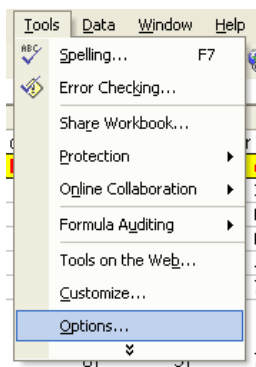 Tools Data Window Help
ABC Spelling... F7
Error Checking...
Share Workbook...
Protection
Online Collaboration
Formula Auditing
Tools on the Web...
Customize...
Options...